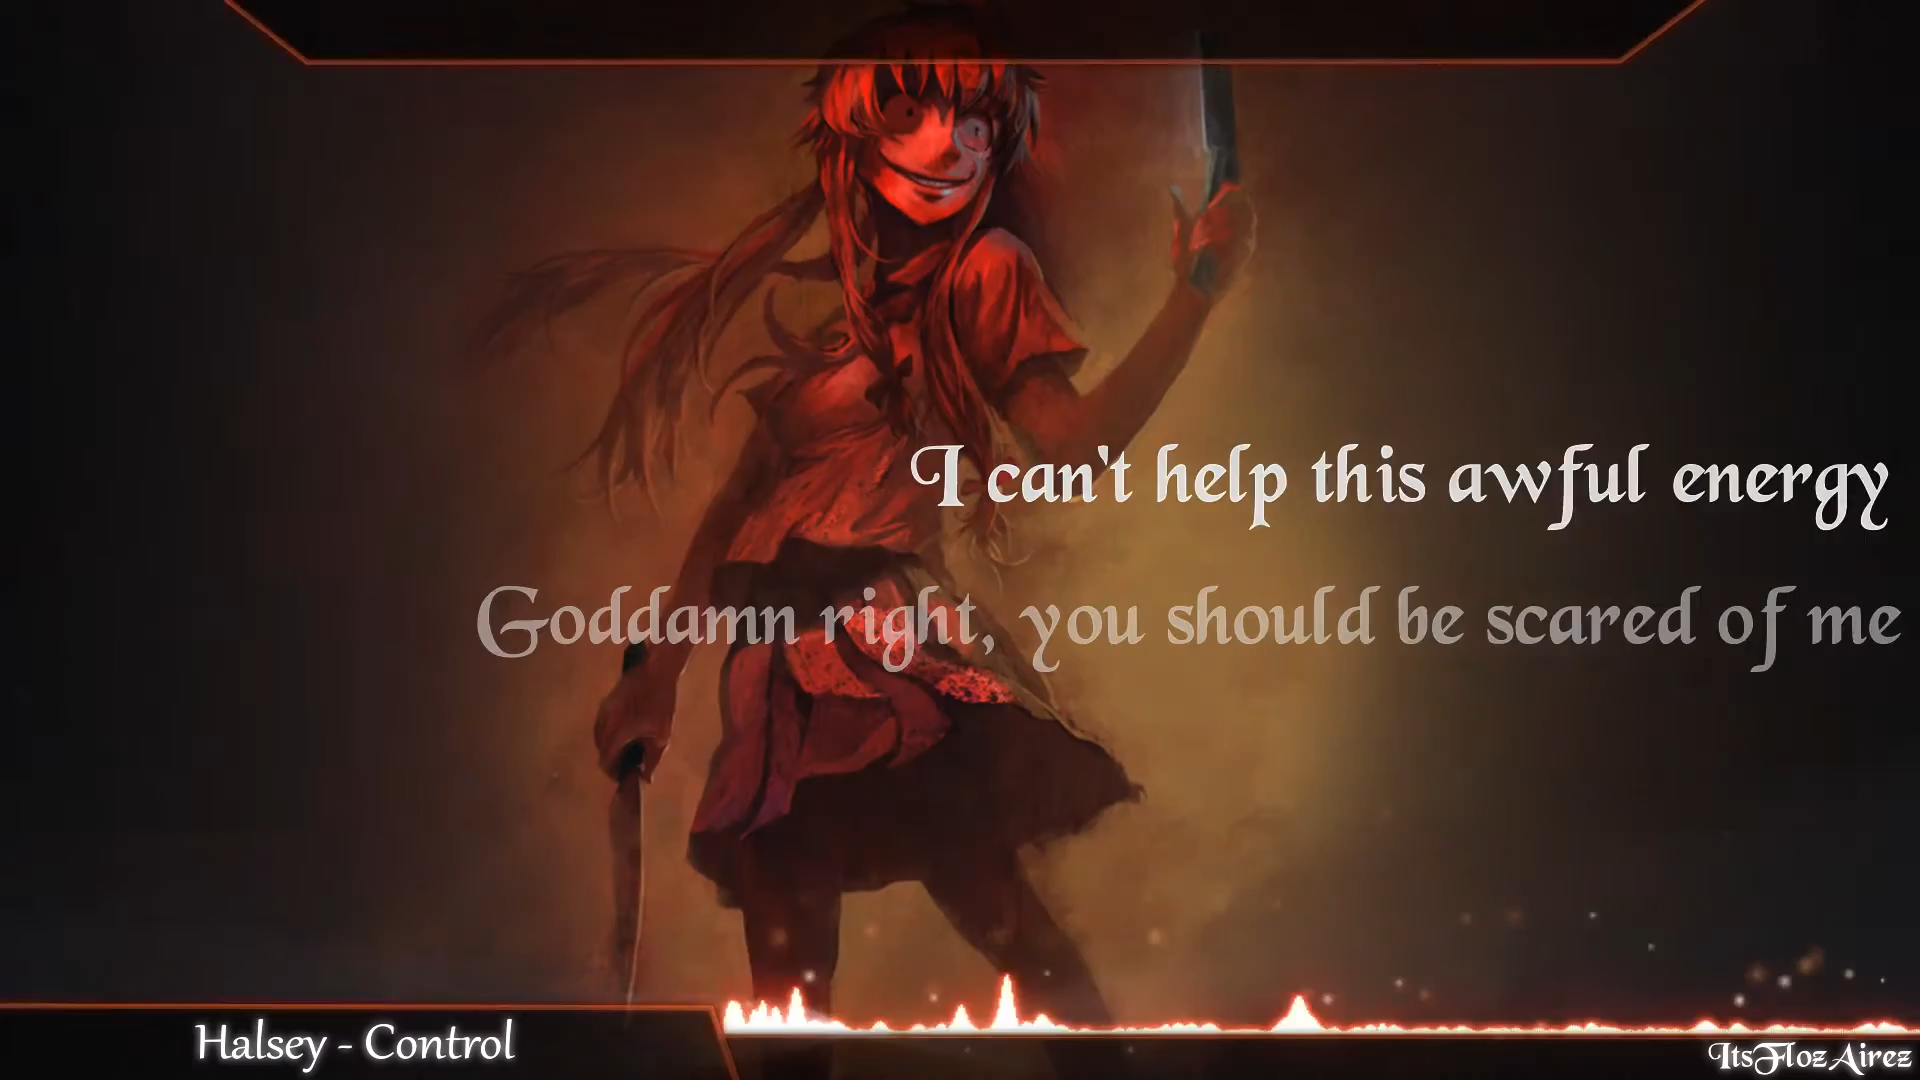 I can't help this awful energy
Goddamn right, you should be scared of me
Halsey - Control
ItsFlozAirez